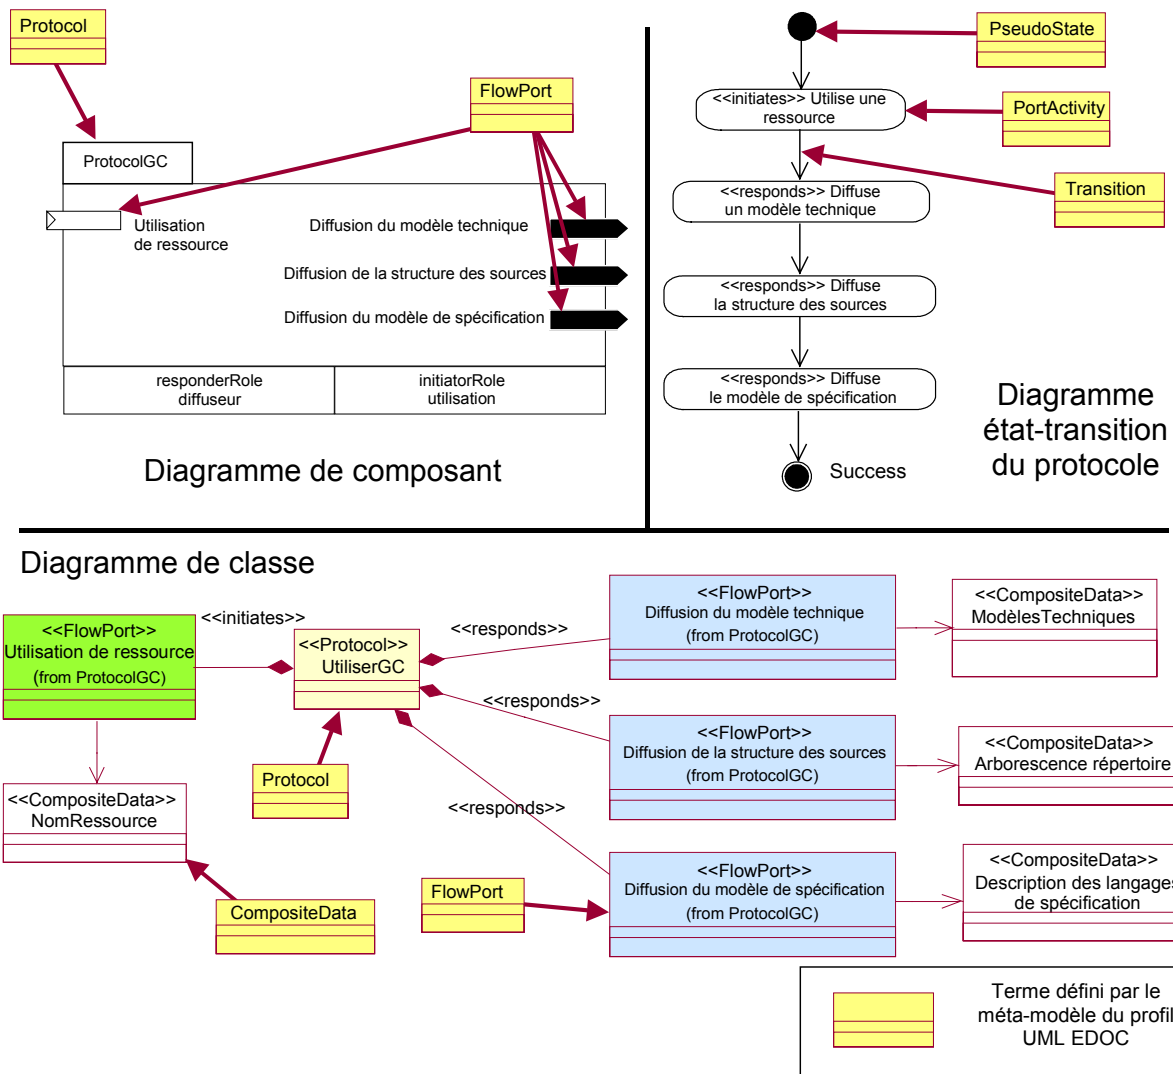 Protocol
FlowPort
ProtocolGC
Utilisation
de ressource
Diffusion du modèle technique
Diffusion de la structure des sources
Diffusion du modèle de spécification
responderRole
diffuseur
initiatorRole
utilisation
Diagramme de composant
PseudoState
<<initiates>> Utilise une
ressource
PortActivity
<<responds>> Diffuse
un modèle technique
Transition
<<responds>> Diffuse
la structure des sources
<<responds>> Diffuse
le modèle de spécification
Success
Diagramme
état-transition
du protocole
Diagramme de classe
<<FlowPort>>
Utilisation de ressource
(from ProtocolGC)
<<initiates>>
<<Protocol>>
UtiliserGC
<<responds>>
<<FlowPort>>
Diffusion du modèle technique
(from ProtocolGC)
<<CompositeData>>
ModèlesTechniques
<<responds>>
<<FlowPort>>
Diffusion de la structure des sources
(from ProtocolGC)
<<CompositeData>>
Arborescence répertoire
Protocol
<<CompositeData>>
NomRessource
<<responds>>
<<FlowPort>>
Diffusion du modèle de spécification
(from ProtocolGC)
<<CompositeData>>
Description des langages
de spécification
FlowPort
CompositeData
Terme défini par le
méta-modèle du profil
UML EDOC